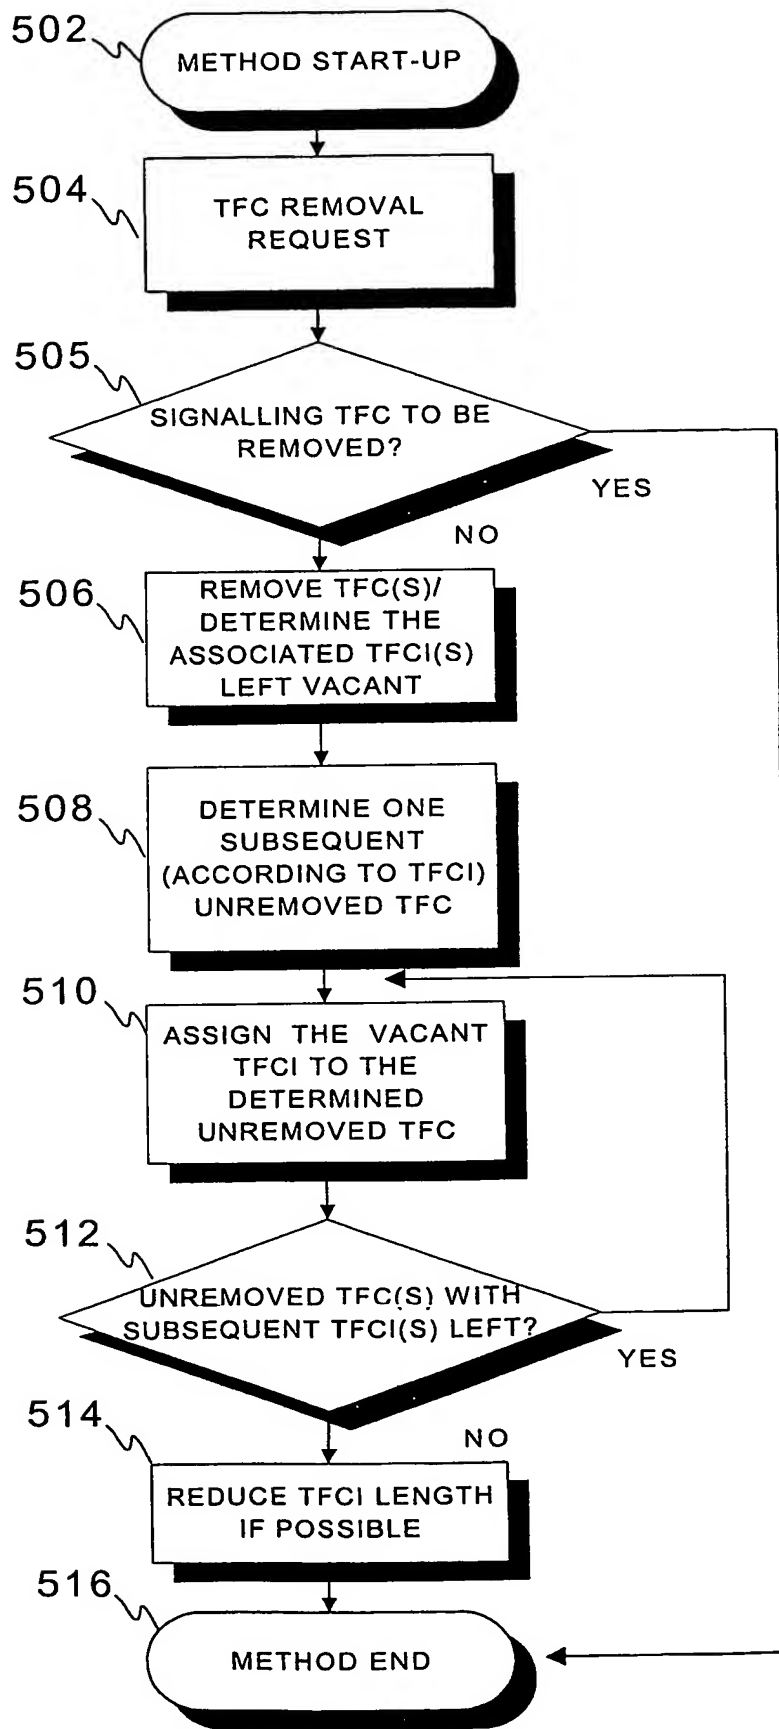 502
METHOD START-UP
504
TFC REMOVAL
REQUEST
505
SIGNALLING TFC TO BE
REMOVED?
YES
NO
506
REMOVE TFC(S)/
DETERMINE THE
ASSOCIATED TFCI(S)
LEFT VACANT
508
DETERMINE ONE
SUBSEQUENT
(ACCORDING TO TFCI)
UNREMOVED TFC
510
ASSIGN THE VACANT
TFCI TO THE
DETERMINED
UNREMOVED TFC
512
UNREMOVED TFC(S) WITH
SUBSEQUENT TFCI(S) LEFT?
YES
514
NO
REDUCE TFCI LENGTH
IF POSSIBLE
516
METHOD END